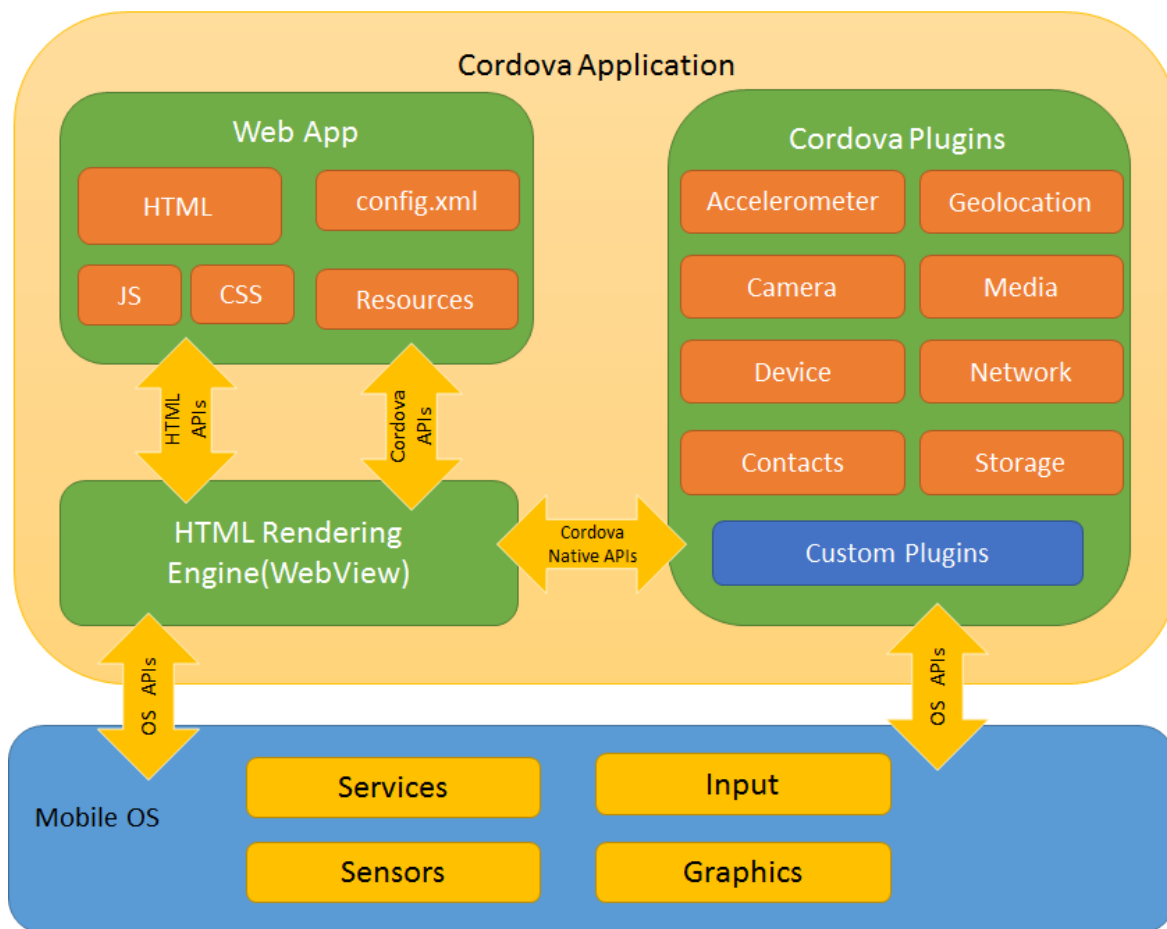 Cordova Application
Web App
HTML
config.xml
JS
CSS
Resources
HTML
APIs
Cordova
APIs
HTML Rendering
Engine(WebView)
Cordova
Native APIs
Cordova Plugins
Accelerometer
Geolocation
Camera
Media
Device
Network
Contacts
Storage
Custom Plugins
OS APIs
OS APIs
Mobile OS
Services
Input
Sensors
Graphics